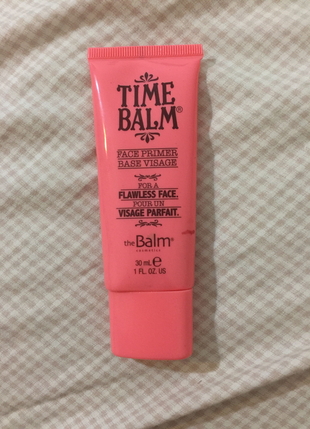 TIME
BALM®
FACE PRIMER
BASE VISAGE
FOR A
FLAWLESS FACE.
POUR UN
VISAGE PARFAIT.
theBalm®
cosmetics
30 mL e
1 FL. OZ. US